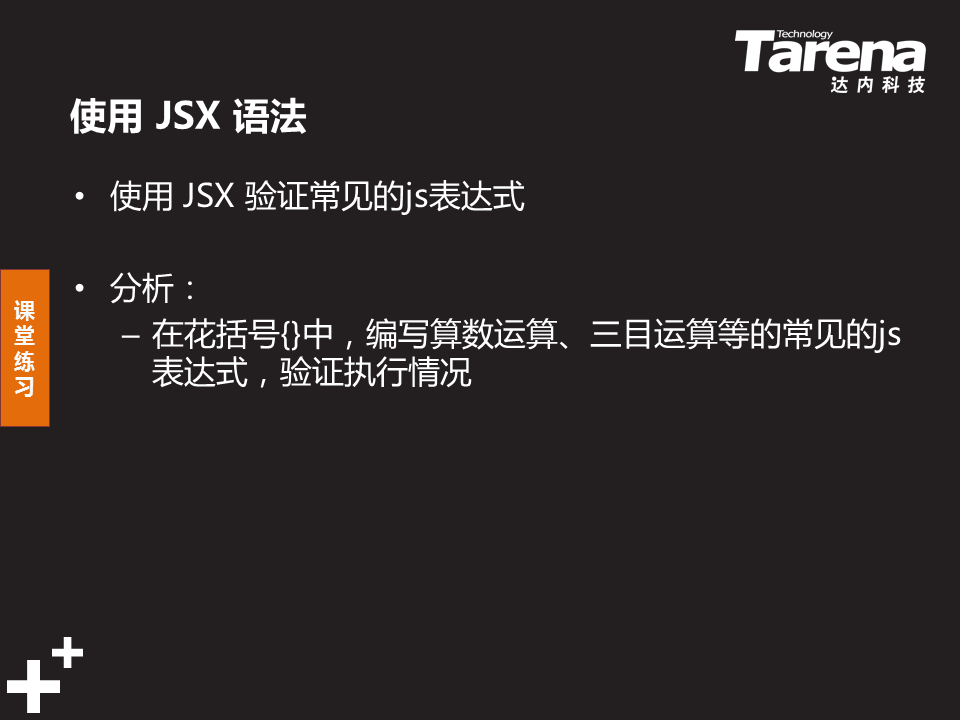 Technology
Tarena
达内科技
使用 JSX 语法
• 使用 JSX 验证常见的js表达式
• 分析：
– 在花括号{}中，编写算数运算、三目运算等的常见的js
表达式，验证执行情况
课
堂
练
习